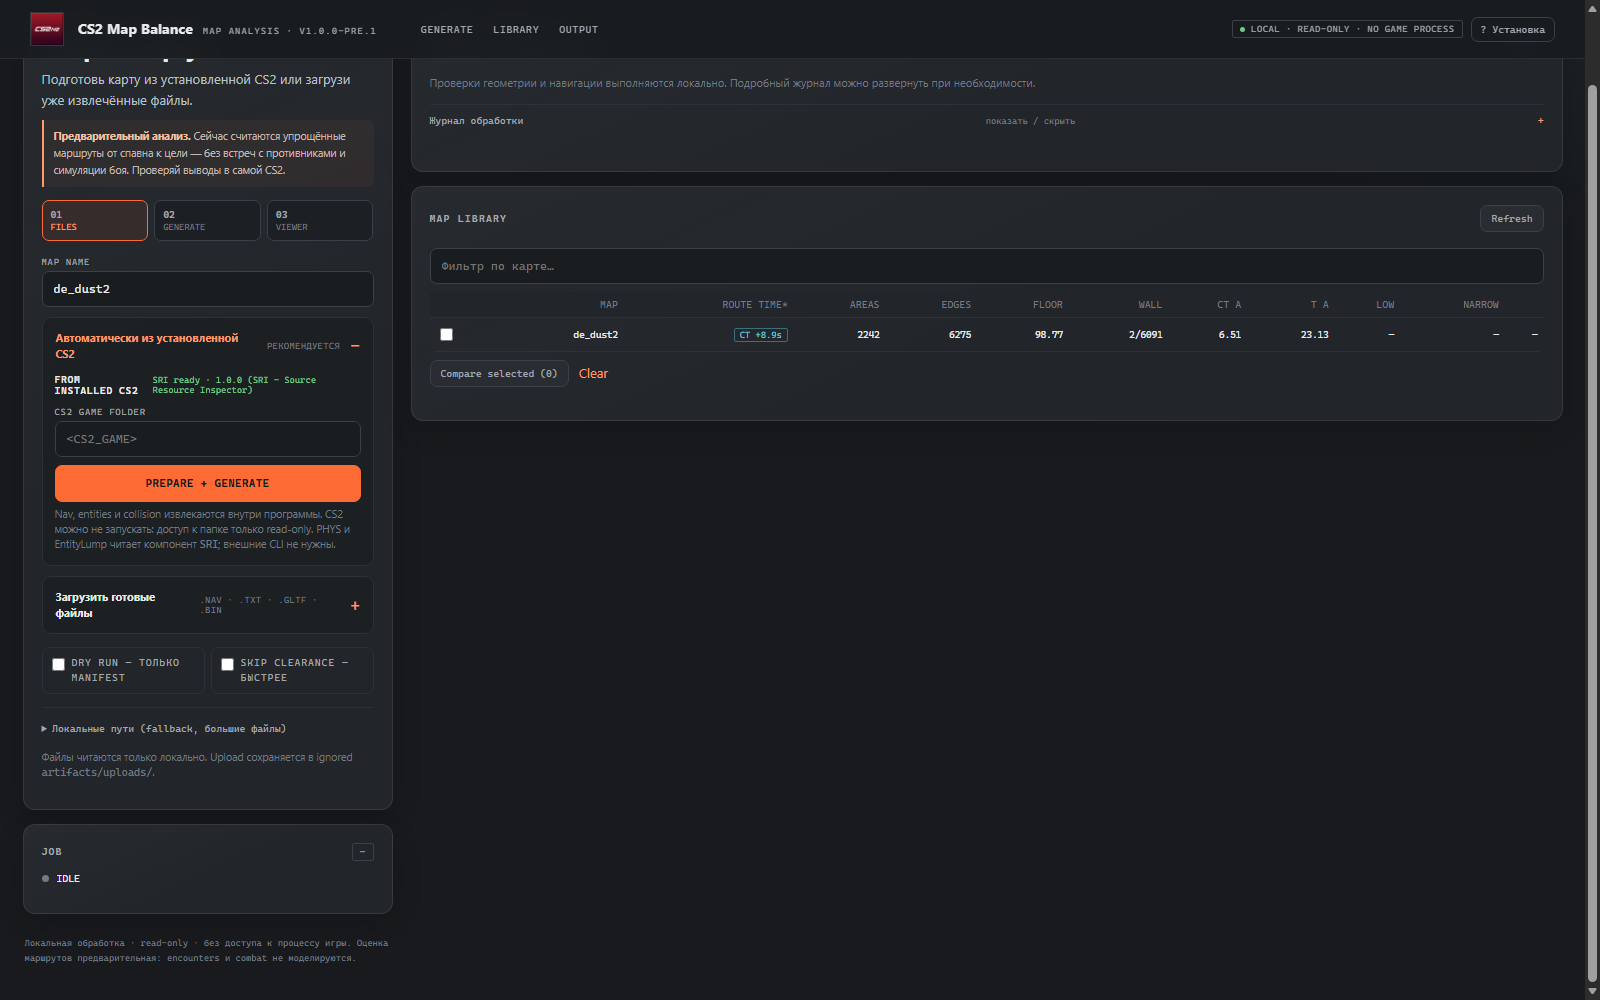 CS2 Map Balance MAP ANALYSIS · V1.0.0-PRE.1
GENERATE LIBRARY OUTPUT
LOCAL · READ-ONLY · NO GAME PROCESS
? Установка
Подготовь карту из установленной CS2 или загрузи
уже извлечённые файлы.
Предварительный анализ. Сейчас считаются упрощённые
маршруты от спавна к цели — без встреч с противниками и
симуляции боя. Проверяй выводы в самой CS2.
01
FILES
02
GENERATE
03
VIEWER
MAP NAME
de_dust2
Автоматически из установленной
CS2
РЕКОМЕНДУЕТСЯ −
FROM
INSTALLED CS2
SRI ready · 1.0.0 (SRI — Source
Resource Inspector)
CS2 GAME FOLDER
<CS2_GAME>
PREPARE + GENERATE
Nav, entities и collision извлекаются внутри программы. CS2
можно не запускать: доступ к папке только read-only. PHYS и
EntityLump читает компонент SRI; внешние CLI не нужны.
Загрузить готовые
файлы
.NAV · .TXT · .GLTF ·
.BIN
+
DRY RUN — ТОЛЬКО
MANIFEST
SKIP CLEARANCE —
БЫСТРЕЕ
Локальные пути (fallback, большие файлы)
Файлы читаются только локально. Upload сохраняется в ignored
artifacts/uploads/.
JOB
−
IDLE
Локальная обработка · read-only · без доступа к процессу игры. Оценка
маршрутов предварительная: encounters и combat не моделируются.
Проверки геометрии и навигации выполняются локально. Подробный журнал можно развернуть при необходимости.
Журнал обработки показать / скрыть +
MAP LIBRARY
Refresh
Фильтр по карте…
MAP ROUTE TIME* AREAS EDGES FLOOR WALL CT A T A LOW NARROW
de_dust2 CT +8.9s 2242 6275 98.77 2/6091 6.51 23.13 — — —
Compare selected (0) Clear